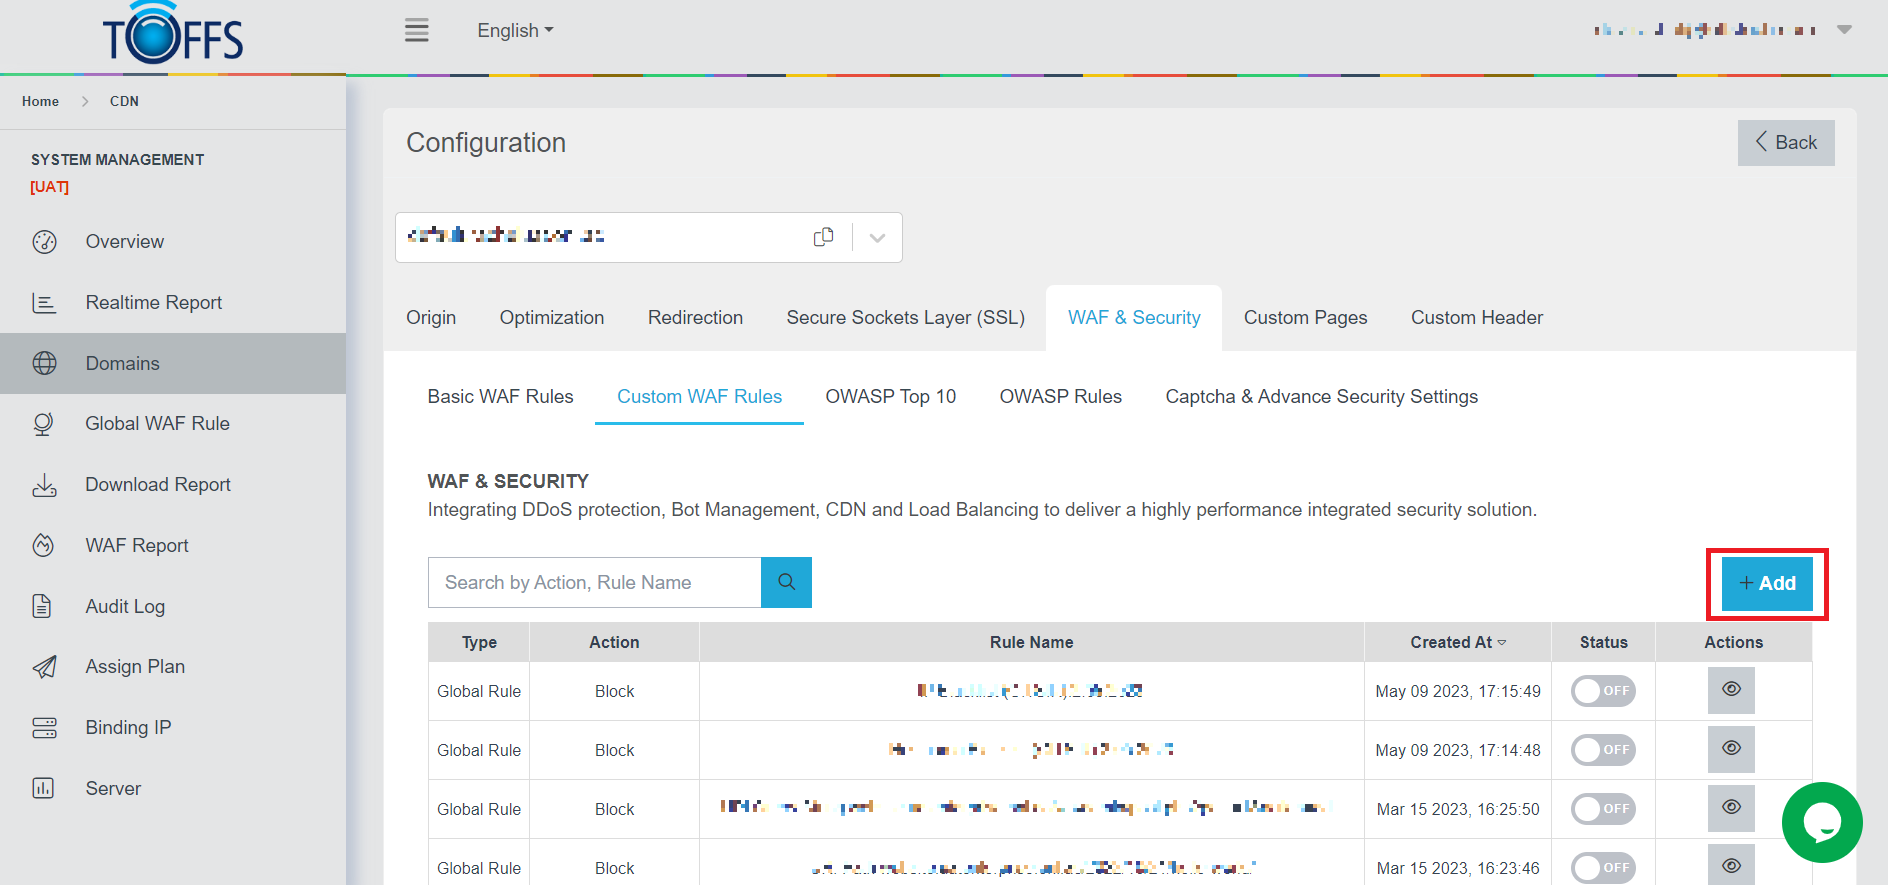 TOFFS
English
Home > CDN
SYSTEM MANAGEMENT
[UAT]
Overview
Realtime Report
Domains
Global WAF Rule
Download Report
WAF Report
Audit Log
Assign Plan
Binding IP
Server
Configuration
Back
Origin Optimization Redirection Secure Sockets Layer (SSL) WAF & Security Custom Pages Custom Header
Basic WAF Rules Custom WAF Rules OWASP Top 10 OWASP Rules Captcha & Advance Security Settings
WAF & SECURITY
Integrating DDoS protection, Bot Management, CDN and Load Balancing to deliver a highly performance integrated security solution.
Search by Action, Rule Name
+ Add
Type Action Rule Name Created At Status Actions
Global Rule Block May 09 2023, 17:15:49 OFF
Global Rule Block May 09 2023, 17:14:48 OFF
Global Rule Block Mar 15 2023, 16:25:50 OFF
Global Rule Block Mar 15 2023, 16:23:46 OFF